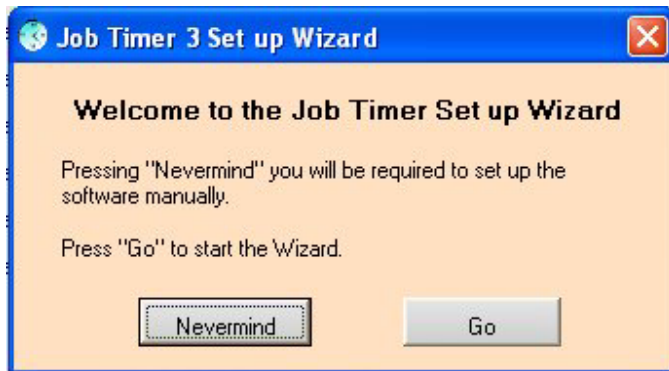 Job Timer 3 Set up Wizard
Welcome to the Job Timer Set up Wizard
Pressing "Nevermind" you will be required to set up the
software manually.
Press "Go" to start the Wizard.
Nevermind
Go